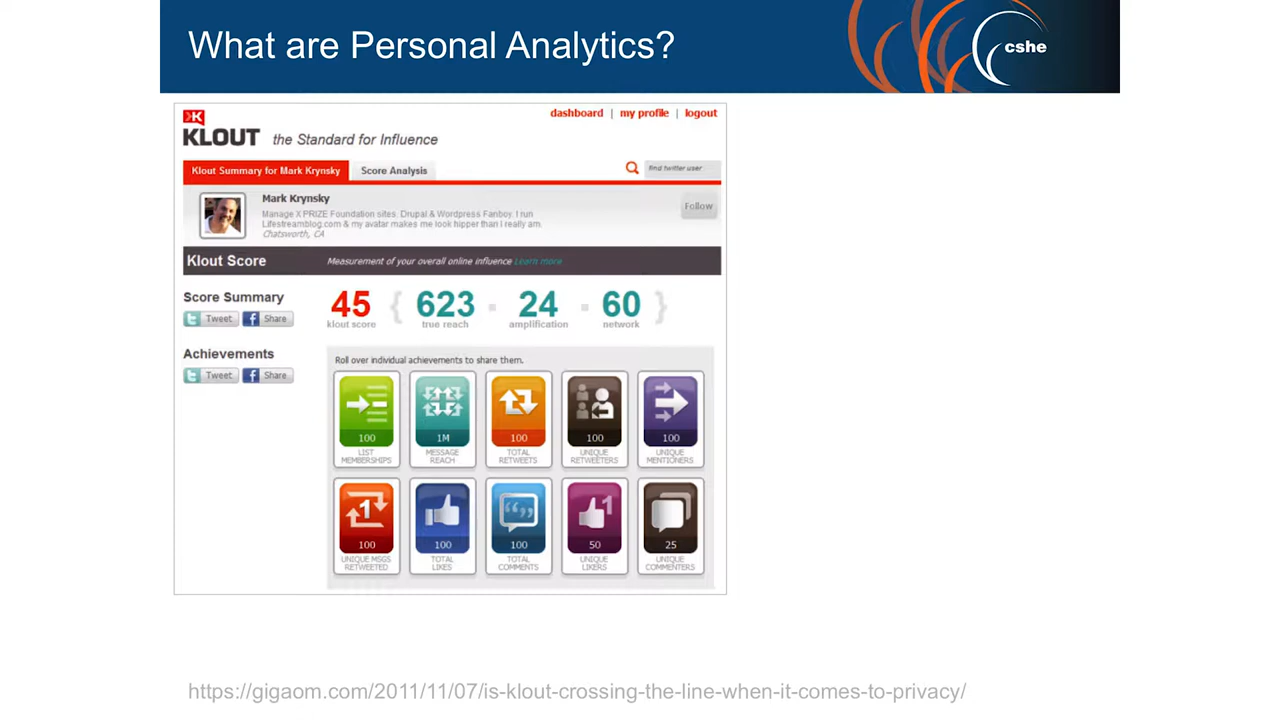 What are Personal Analytics?
cshe
dashboard | my profile | logout
KLOUT the Standard for Influence
Klout Summary for Mark Krynsky
Score Analysis
find twitter user
Mark Krynsky
Manage X PRIZE Foundation sites. Drupal & Wordpress Fanboy. I run
Lifestreamblog.com & my avatar makes me look hipper than I really am.
Chatsworth, CA
Follow
Klout Score
Measurement of your overall online influence Learn more
Score Summary
Tweet
Share
45 { 623 24 60 }
klout score true reach amplification network
Achievements
Tweet
Share
Roll over individual achievements to share them.
100 1M 100 100 100
LIST MESSAGE TOTAL UNIQUE UNIQUE
MEMBERSHIPS REACH RETWEETS RETWEETERS MENTIONERS
1 1
100 100 100 50 25
UNIQUE MSGS TOTAL TOTAL UNIQUE UNIQUE
RETWEETED LIKES COMMENTS LIKERS COMMENTERS
https://gigaom.com/2011/11/07/is-klout-crossing-the-line-when-it-comes-to-privacy/